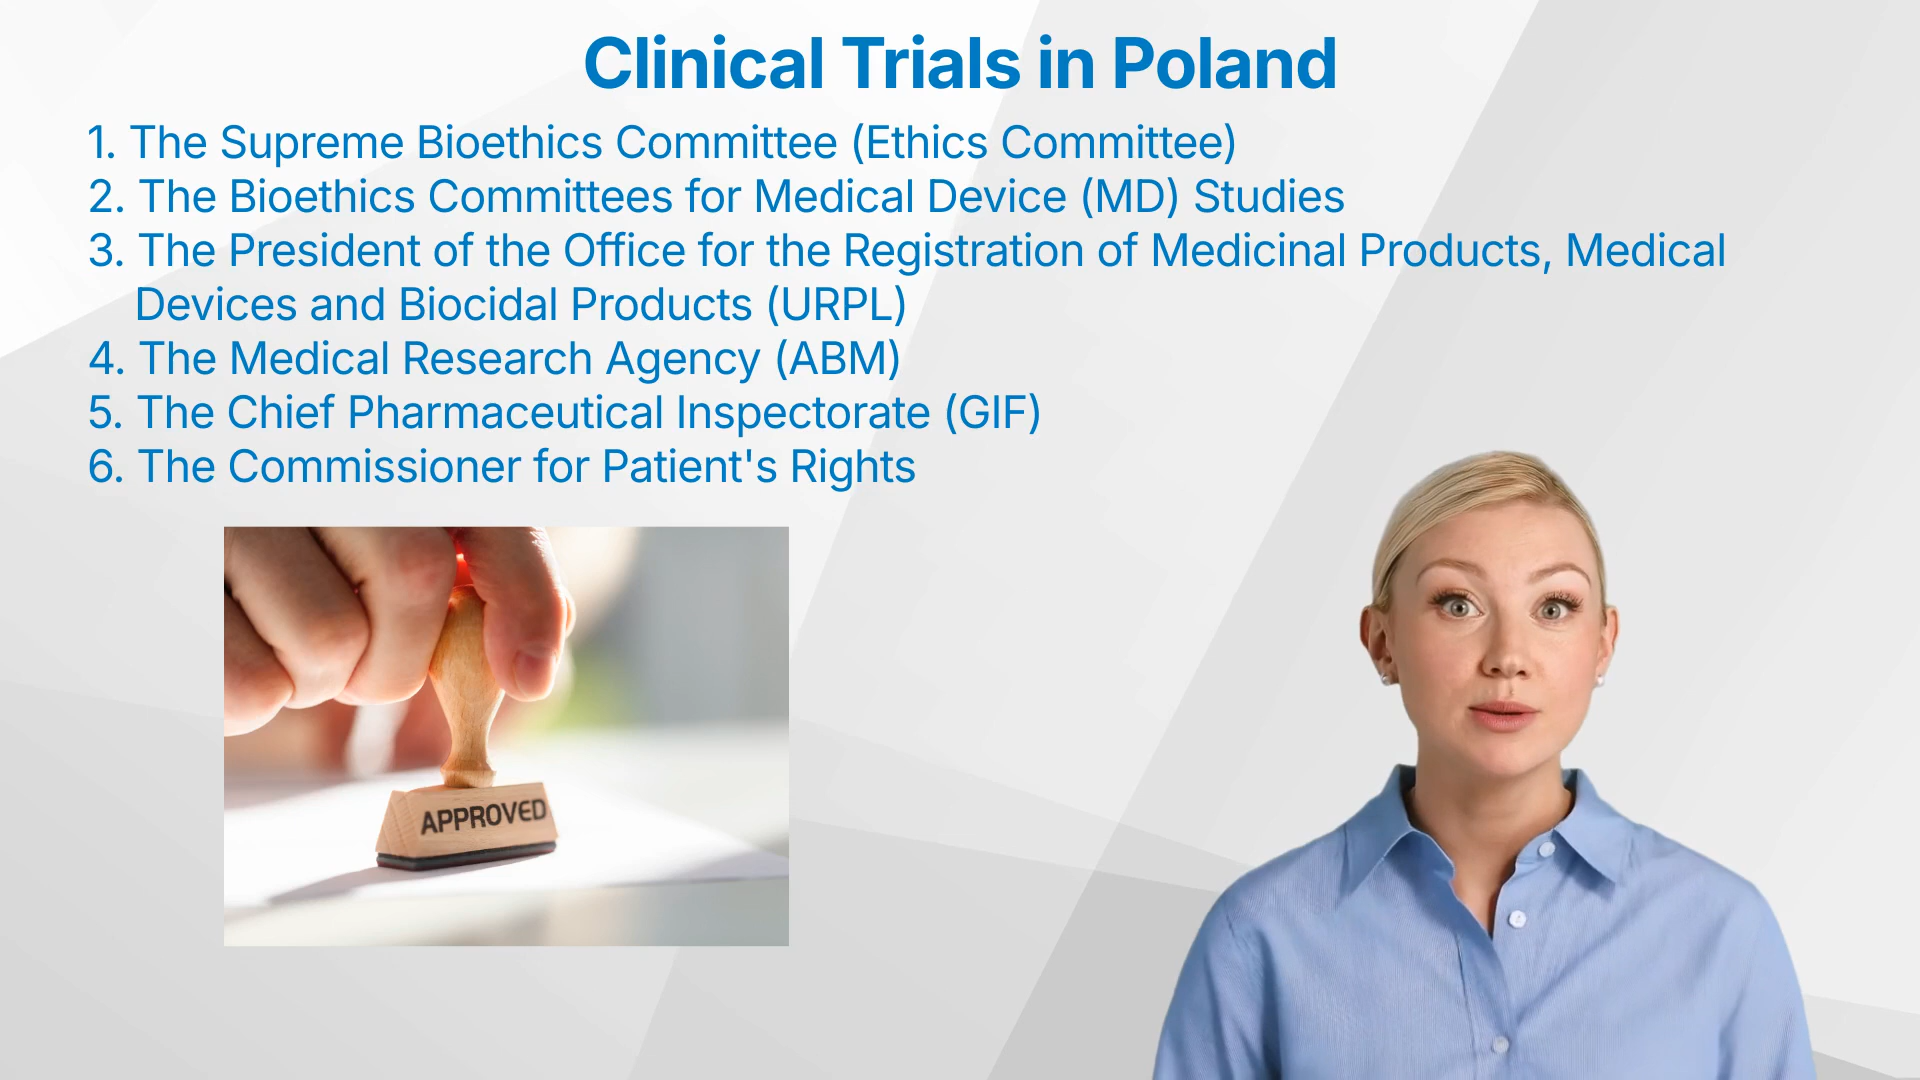 Clinical Trials in Poland
1. The Supreme Bioethics Committee (Ethics Committee)
2. The Bioethics Committees for Medical Device (MD) Studies
3. The President of the Office for the Registration of Medicinal Products, Medical
Devices and Biocidal Products (URPL)
4. The Medical Research Agency (ABM)
5. The Chief Pharmaceutical Inspectorate (GIF)
6. The Commissioner for Patient's Rights
APPROVED